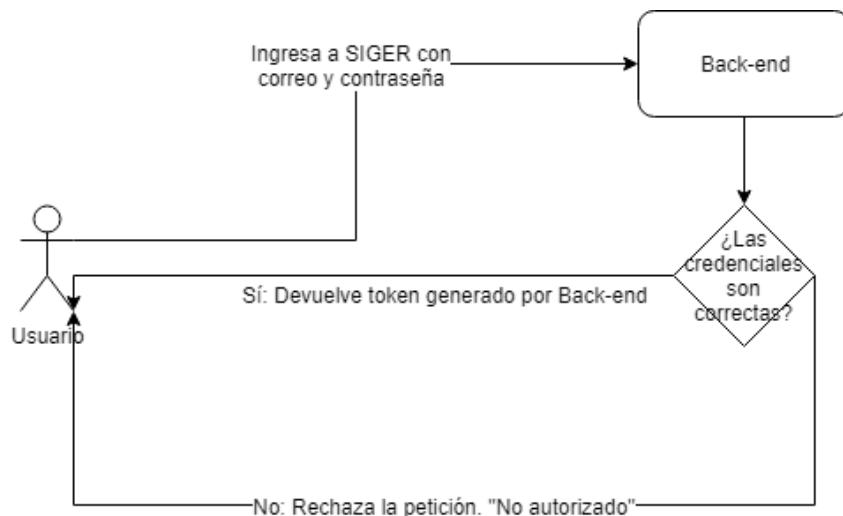 Ingresa a SIGER con
correo y contraseña
Back-end
¿Las
credenciales
son
correctas?
Sí: Devuelve token generado por Back-end
Usuario
No: Rechaza la petición. "No autorizado"